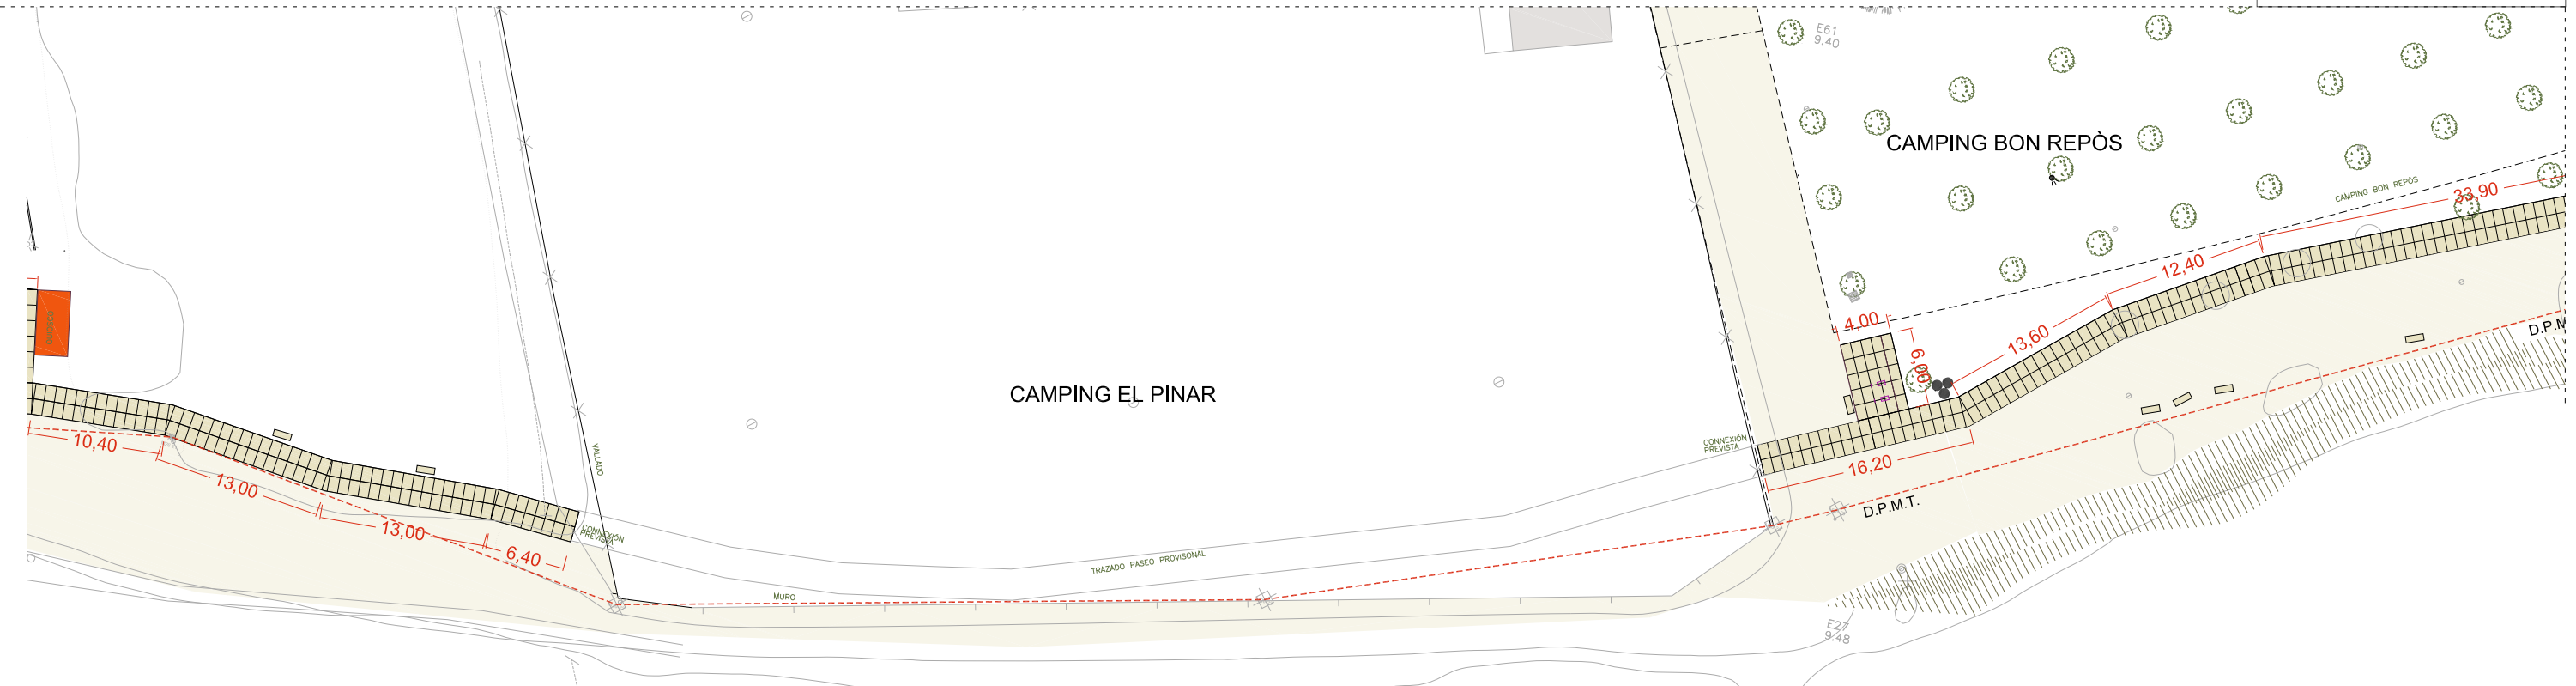 E61
9.40
CAMPING BON REPÒS
CAMPING BON REPÒS
33,90
12,40
13,60
4,00
6,00
QUIOSCO
CAMPING EL PINAR
10,40
13,00
13,00
6,40
VALLADO
CONNEXIÓN
PREVISTA
CONNEXIÓN
PREVISTA
16,20
D.P.M.T.
D.P.M
TRAZADO PASEO PROVISONAL
MURO
E27
9.48